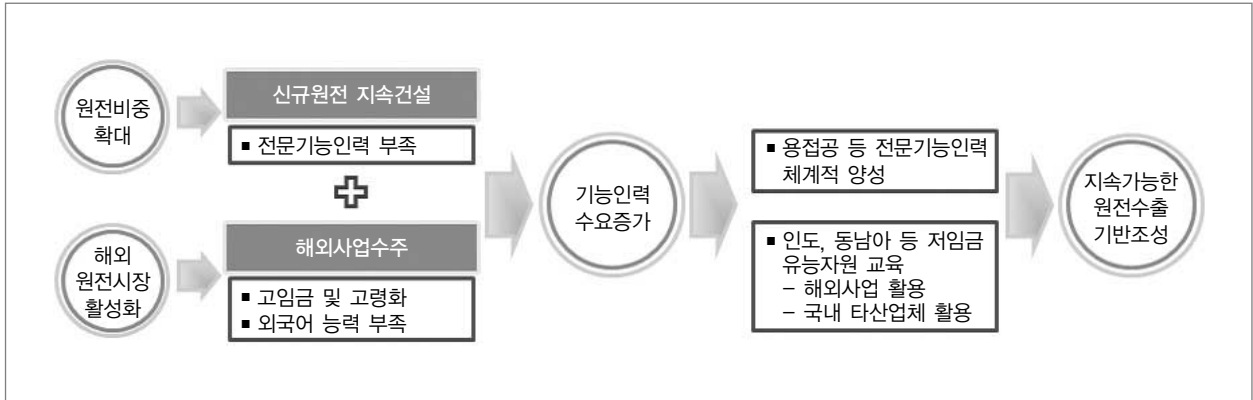 원전비중
확대
신규원전 지속건설
▪ 전문기능인력 부족
해외
원전시장
활성화
해외사업수주
▪ 고임금 및 고령화
▪ 외국어 능력 부족
기능인력
수요증가
▪ 용접공 등 전문기능인력
체계적 양성
▪ 인도, 동남아 등 저임금
유능자원 교육
– 해외사업 활용
– 국내 타산업체 활용
지속가능한
원전수출
기반조성